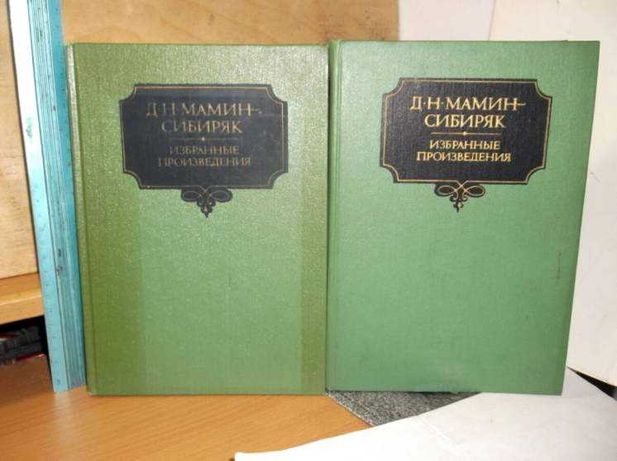 Д·Н·МАМИН-
СИБИРЯК
ИЗБРАННЫЕ
ПРОИЗВЕДЕНИЯ
Д·Н·МАМИН-
СИБИРЯК
ИЗБРАННЫЕ
ПРОИЗВЕДЕНИЯ